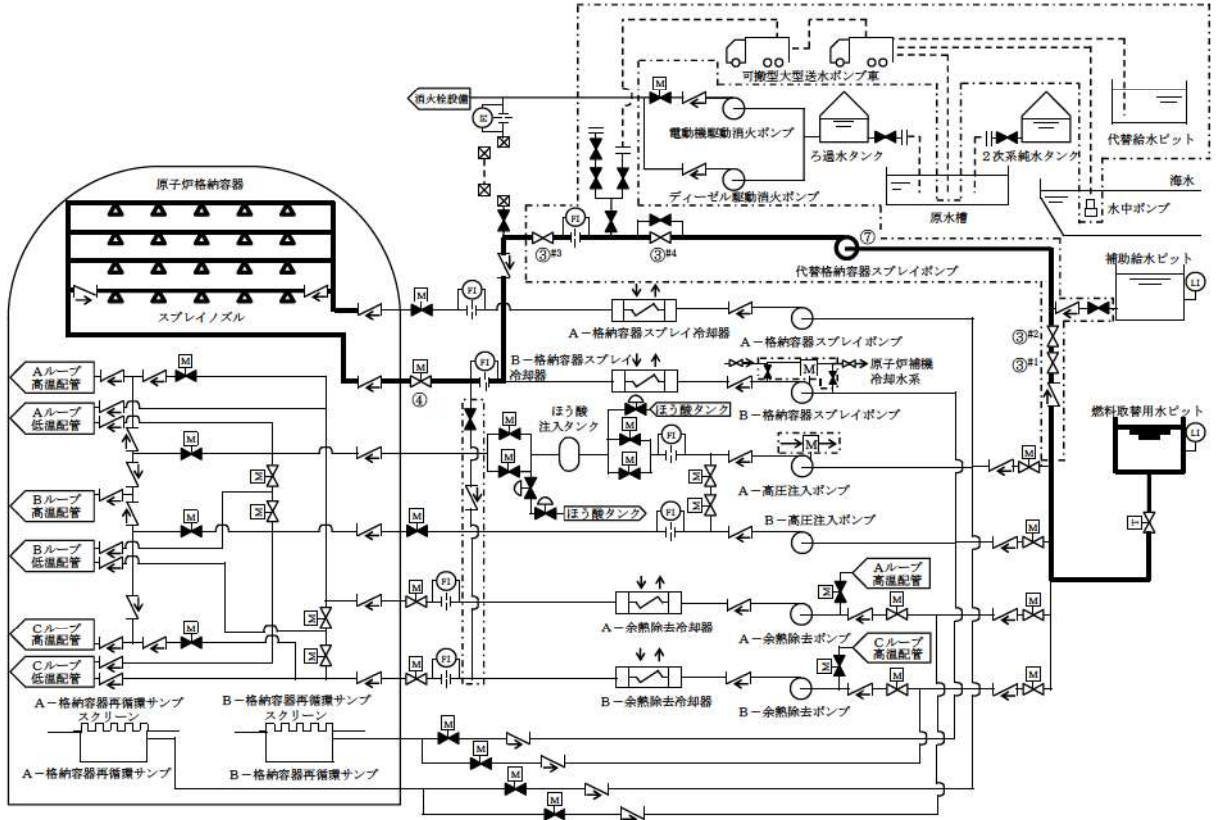 可搬型大型送水ポンプ車
M
消火栓設備
電動機駆動消火ポンプ
ろ過水タンク
2次系純水タンク
代替給水ピット
ディーゼル駆動消火ポンプ
原水槽
水中ポンプ
海水
原子炉格納容器
FI
③#3
③#4
⑦
代替格納容器スプレイポンプ
補助給水ピット
LI
スプレイノズル
M
FI
A-格納容器スプレイ冷却器
A-格納容器スプレイポンプ
③#2
③#1
B-格納容器スプレイ
冷却器
M
FI
④
M
原子炉補機
冷却水系
B-格納容器スプレイポンプ
燃料取替用水ピット
LI
Aループ
高温配管
M
Aループ
低温配管
ほう酸
注入タンク
ほう酸タンク
M
M
M
M
M
FI
M
A-高圧注入ポンプ
M
M
M
Bループ
高温配管
M
M
ほう酸タンク
FI
B-高圧注入ポンプ
M
M
M
Bループ
低温配管
Aループ
高温配管
M
FI
M
M
M
A-余熱除去冷却器
A-余熱除去ポンプ
M
Cループ
高温配管
M
M
Cループ
高温配管
Cループ
低温配管
M
FI
M
M
M
B-余熱除去冷却器
B-余熱除去ポンプ
A-格納容器再循環サンプ
スクリーン
B-格納容器再循環サンプ
スクリーン
M
M
A-格納容器再循環サンプ
B-格納容器再循環サンプ
M
M